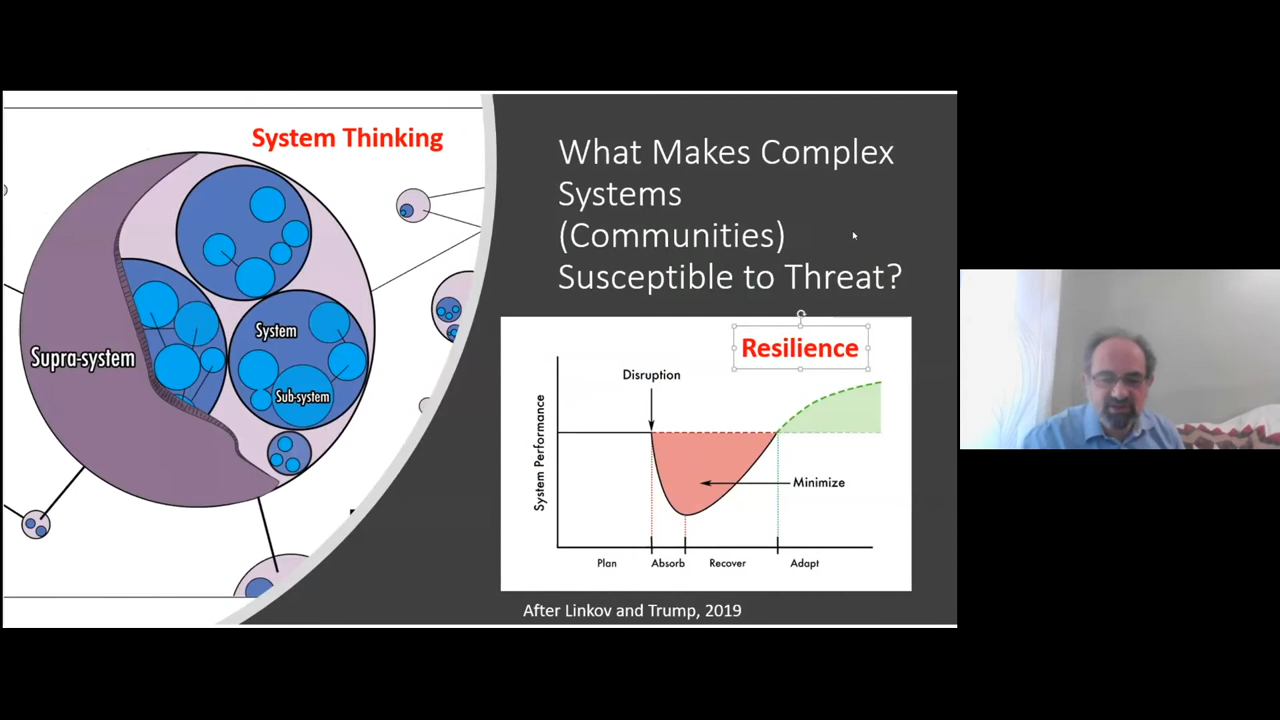 System Thinking
Supra-system
System
Sub-system
What Makes Complex
Systems
(Communities)
Susceptible to Threat?
Resilience
Disruption
System Performance
Minimize
Plan
Absorb
Recover
Adapt
After Linkov and Trump, 2019